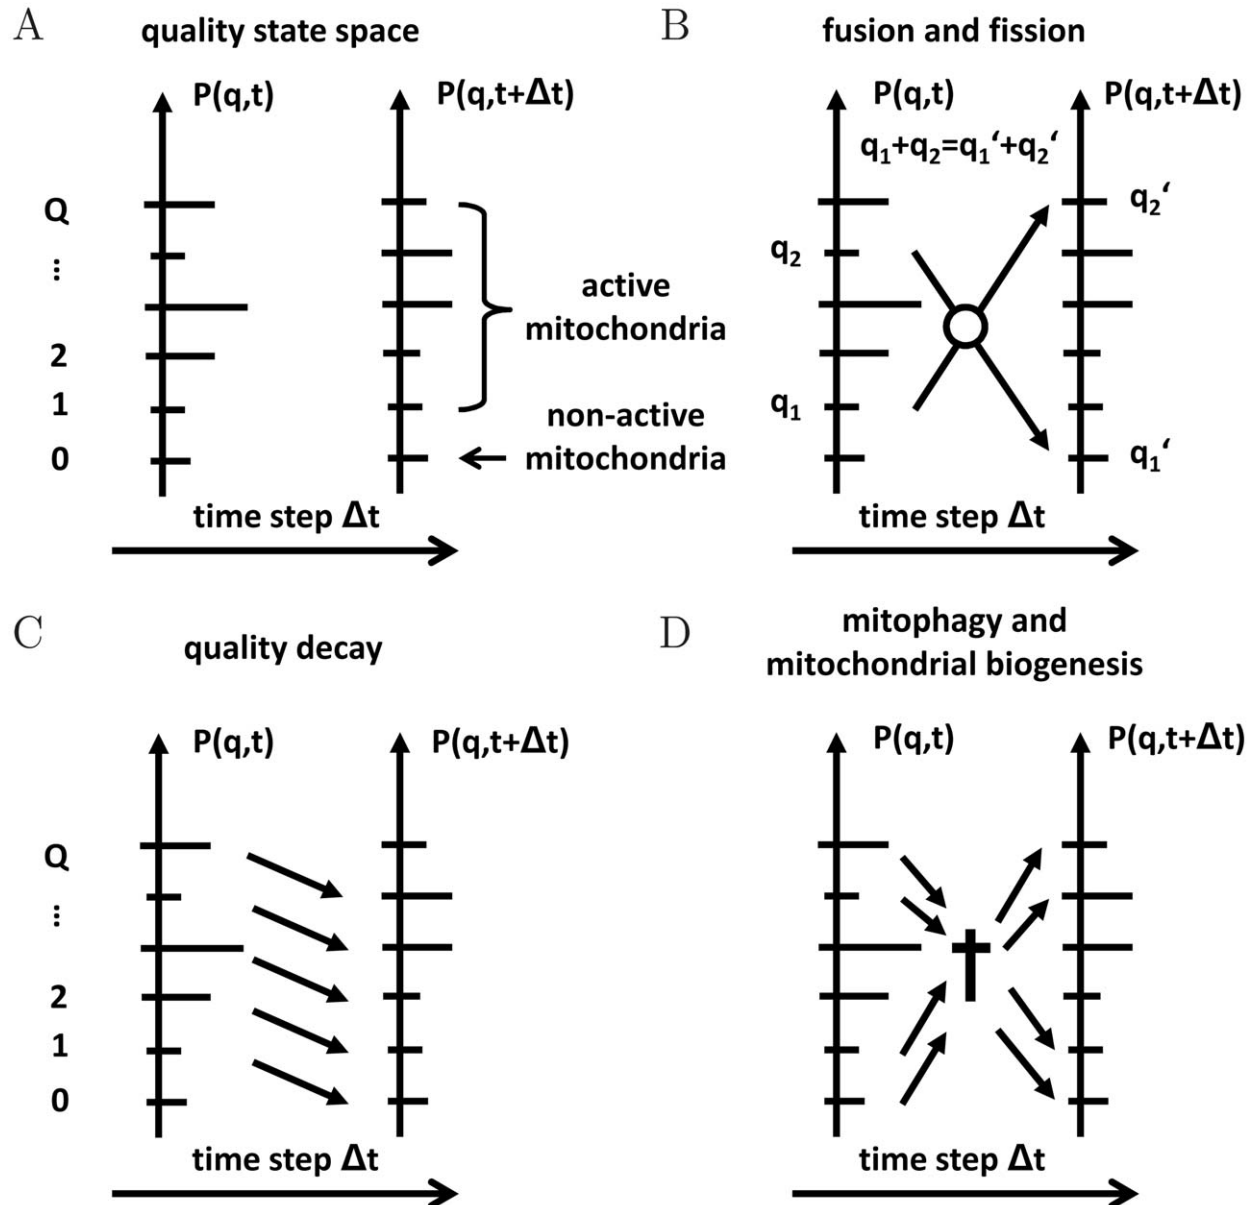 A
quality state space
P(q,t)
P(q,t+Δt)
Q
⋮
2
1
0
active
mitochondria
non-active
mitochondria
time step Δt
B
fusion and fission
P(q,t)
P(q,t+Δt)
q₁+q₂=q₁‘+q₂‘
q₂
q₁
q₂‘
q₁‘
time step Δt
C
quality decay
P(q,t)
P(q,t+Δt)
Q
⋮
2
1
0
time step Δt
D
mitophagy and
mitochondrial biogenesis
P(q,t)
P(q,t+Δt)
time step Δt